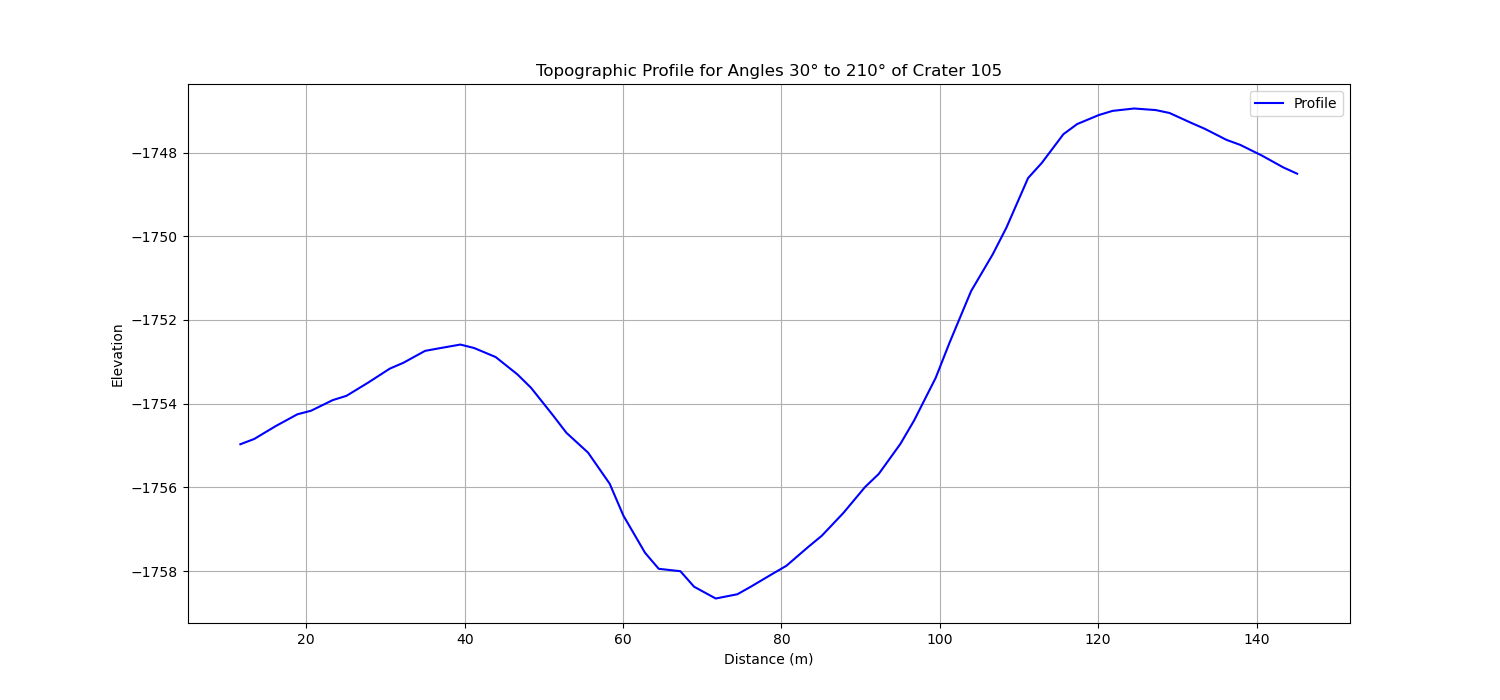 Topographic Profile for Angles 30° to 210° of Crater 105
Profile
−1748
−1750
−1752
−1754
−1756
−1758
Elevation
20 40 60 80 100 120 140
Distance (m)